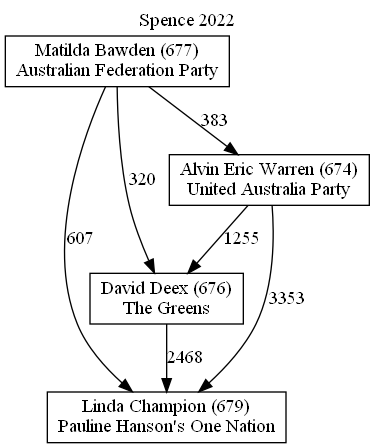 Spence 2022
Matilda Bawden (677)
Australian Federation Party
383
Alvin Eric Warren (674)
United Australia Party
320
607
1255
David Deex (676)
The Greens
3353
2468
Linda Champion (679)
Pauline Hanson's One Nation